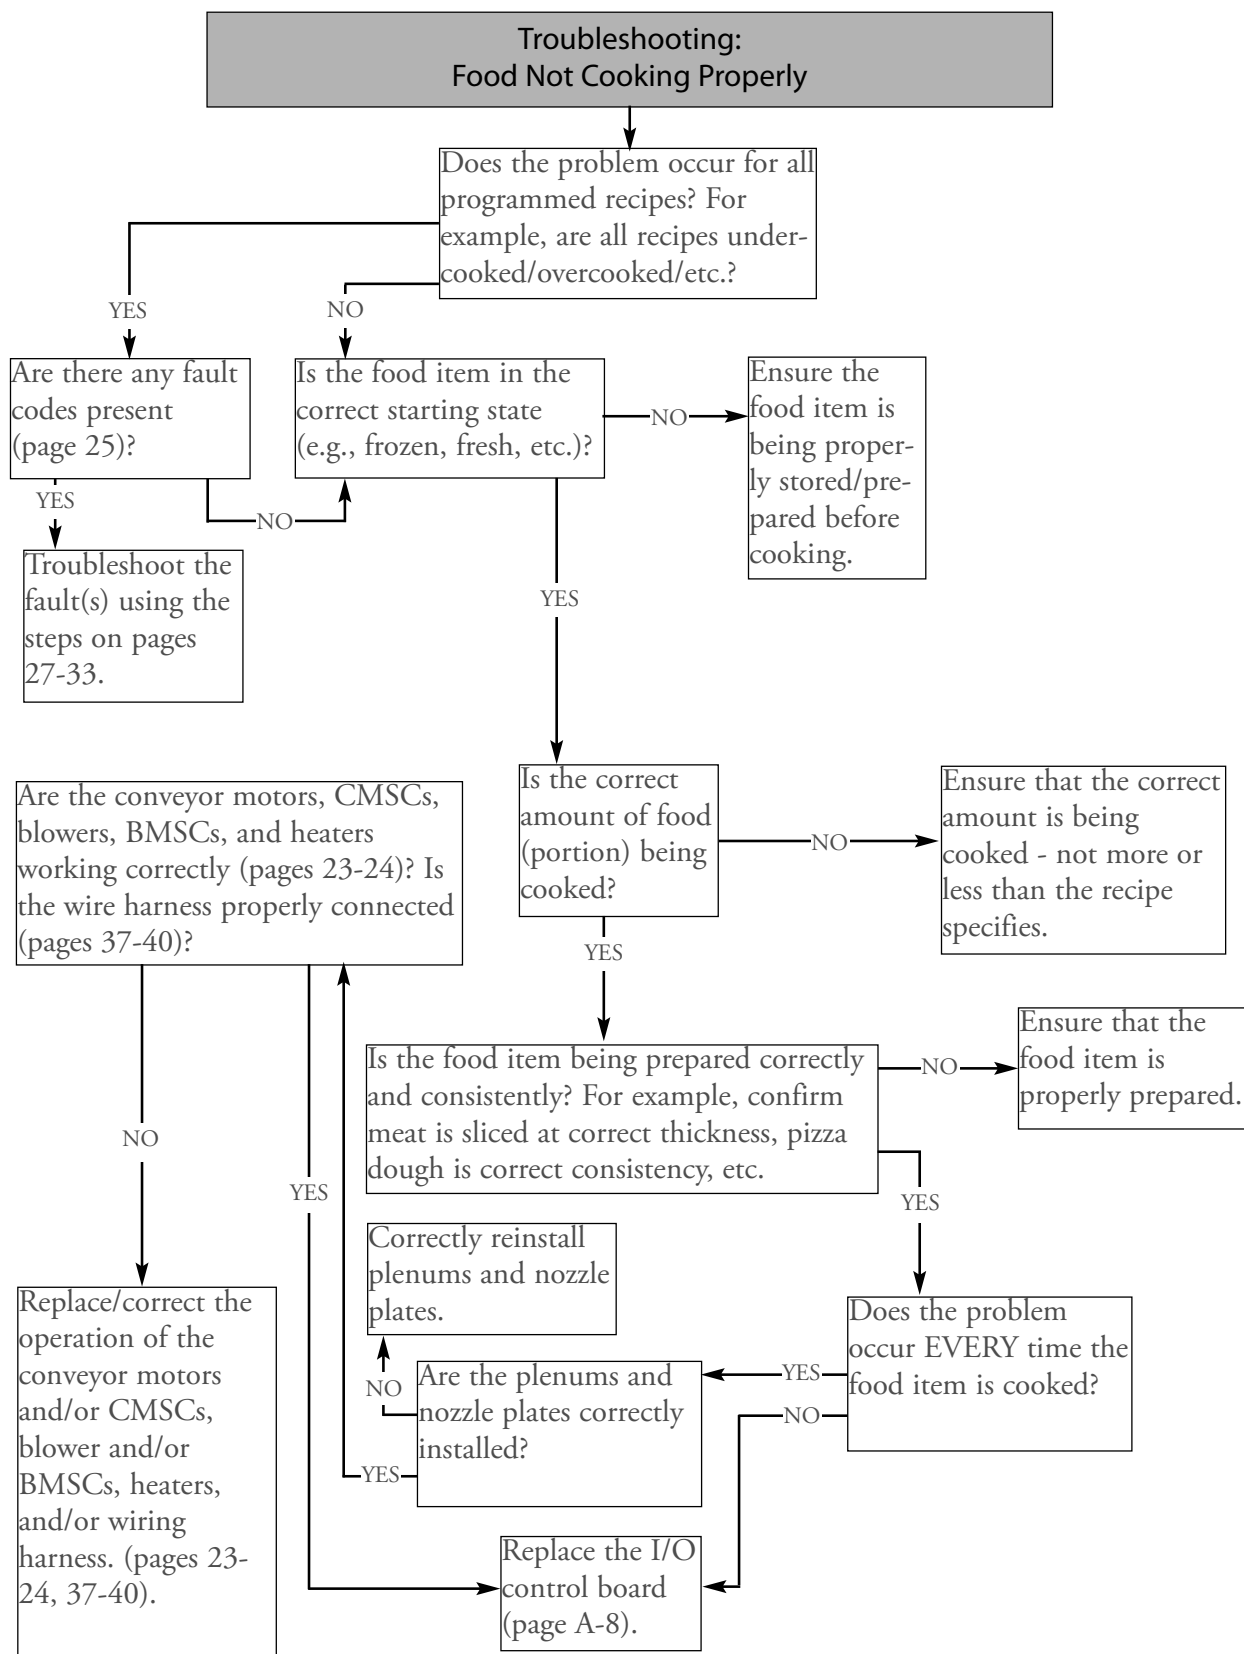 Troubleshooting:
Food Not Cooking Properly
Does the problem occur for all
programmed recipes? For
example, are all recipes under-
cooked/overcooked/etc.?
YES
NO
Are there any fault
codes present
(page 25)?
Is the food item in the
correct starting state
(e.g., frozen, fresh, etc.)?
NO
Ensure the
food item is
being proper-
ly stored/pre-
pared before
cooking.
YES
NO
Troubleshoot the
fault(s) using the
steps on pages
27-33.
YES
Are the conveyor motors, CMSCs,
blowers, BMSCs, and heaters
working correctly (pages 23-24)? Is
the wire harness properly connected
(pages 37-40)?
Is the correct
amount of food
(portion) being
cooked?
NO
Ensure that the correct
amount is being
cooked - not more or
less than the recipe
specifies.
YES
Is the food item being prepared correctly
and consistently? For example, confirm
meat is sliced at correct thickness, pizza
dough is correct consistency, etc.
NO
Ensure that the
food item is
properly prepared.
NO
YES
YES
Correctly reinstall
plenums and nozzle
plates.
Replace/correct the
operation of the
conveyor motors
and/or CMSCs,
blower and/or
BMSCs, heaters,
and/or wiring
harness. (pages 23-
24, 37-40).
Does the problem
occur EVERY time the
food item is cooked?
YES
NO
Are the plenums and
nozzle plates correctly
installed?
NO
YES
Replace the I/O
control board
(page A-8).